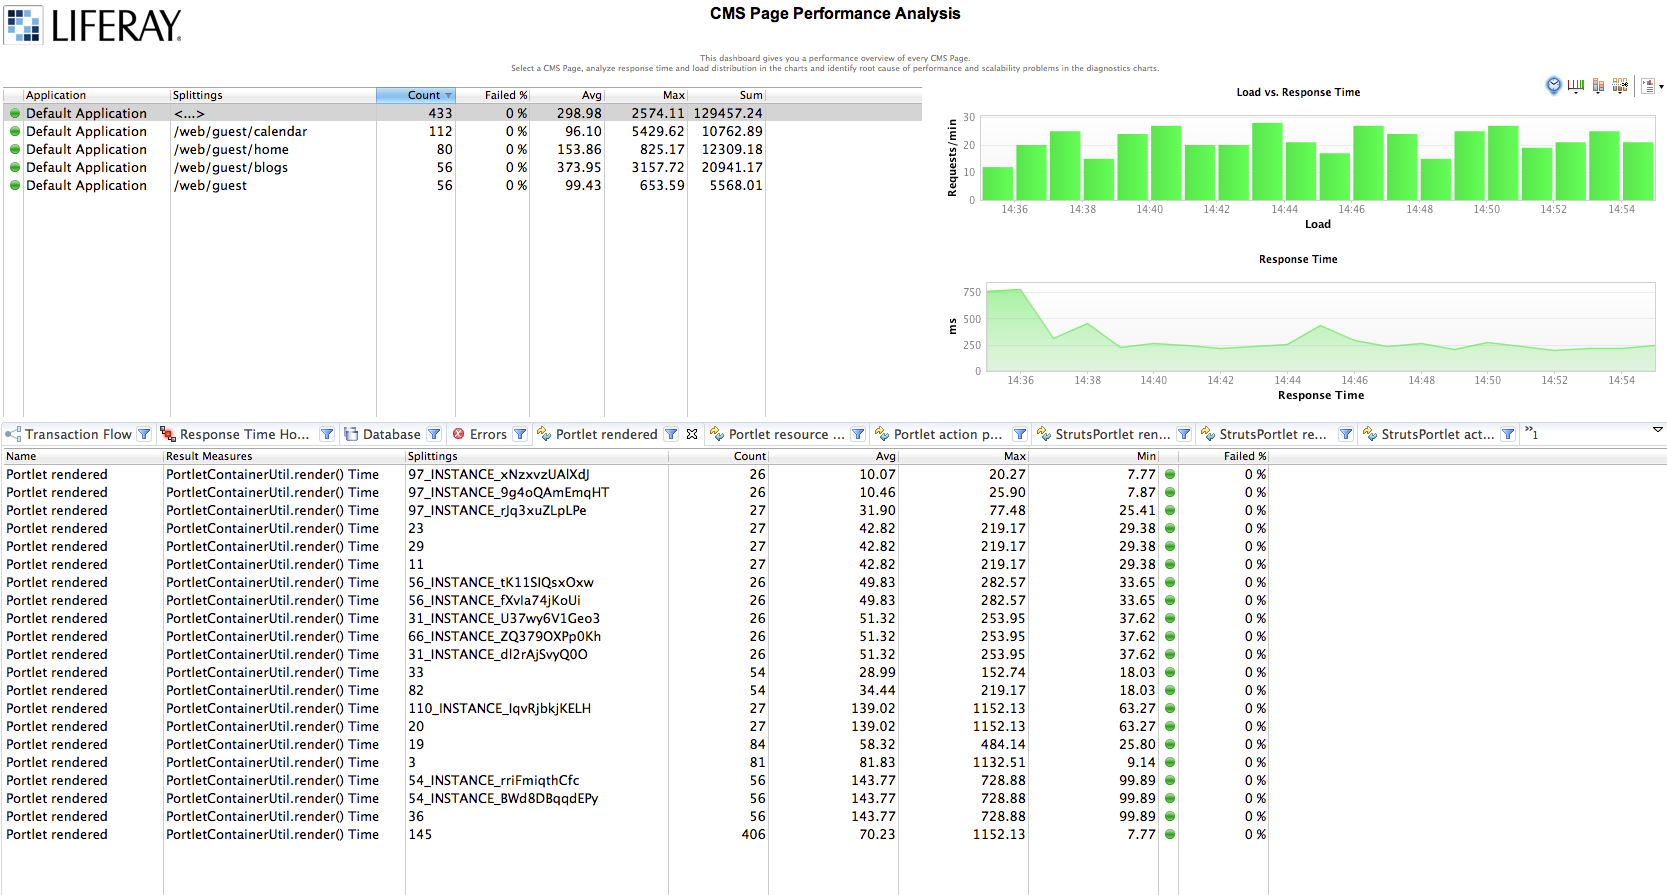 LIFERAY.
CMS Page Performance Analysis
This dashboard gives you a performance overview of every CMS Page.
Select a CMS Page, analyze response time and load distribution in the charts and identify root cause of performance and scalability problems in the diagnostics charts.
Application Splittings Count Failed % Avg Max Sum
Default Application <...> 433 0 % 298.98 2574.11 129457.24
Default Application /web/guest/calendar 112 0 % 96.10 5429.62 10762.89
Default Application /web/guest/home 80 0 % 153.86 825.17 12309.18
Default Application /web/guest/blogs 56 0 % 373.95 3157.72 20941.17
Default Application /web/guest 56 0 % 99.43 653.59 5568.01
Load vs. Response Time
Requests/min
30
20
10
0
14:36 14:38 14:40 14:42 14:44 14:46 14:48 14:50 14:52 14:54
Load
Response Time
ms
750
500
250
0
14:36 14:38 14:40 14:42 14:44 14:46 14:48 14:50 14:52 14:54
Response Time
Transaction Flow Response Time Ho... Database Errors Portlet rendered Portlet resource ... Portlet action p... StrutsPortlet ren... StrutsPortlet re... StrutsPortlet act... »1
Name Result Measures Splittings Count Avg Max Min Failed %
Portlet rendered PortletContainerUtil.render() Time 97_INSTANCE_xNzxvzUAlXdJ 26 10.07 20.27 7.77 0 %
Portlet rendered PortletContainerUtil.render() Time 97_INSTANCE_9g4oQAmEmqHT 26 10.46 25.90 7.87 0 %
Portlet rendered PortletContainerUtil.render() Time 97_INSTANCE_rJq3xuZLpLPe 27 31.90 77.48 25.41 0 %
Portlet rendered PortletContainerUtil.render() Time 23 27 42.82 219.17 29.38 0 %
Portlet rendered PortletContainerUtil.render() Time 29 27 42.82 219.17 29.38 0 %
Portlet rendered PortletContainerUtil.render() Time 11 27 42.82 219.17 29.38 0 %
Portlet rendered PortletContainerUtil.render() Time 56_INSTANCE_tK11SIQsxOxw 26 49.83 282.57 33.65 0 %
Portlet rendered PortletContainerUtil.render() Time 56_INSTANCE_fXvIa74jKoUi 26 49.83 282.57 33.65 0 %
Portlet rendered PortletContainerUtil.render() Time 31_INSTANCE_U37wy6V1Geo3 26 51.32 253.95 37.62 0 %
Portlet rendered PortletContainerUtil.render() Time 66_INSTANCE_ZQ379OXPp0Kh 26 51.32 253.95 37.62 0 %
Portlet rendered PortletContainerUtil.render() Time 31_INSTANCE_dl2rAjSvyQ0O 26 51.32 253.95 37.62 0 %
Portlet rendered PortletContainerUtil.render() Time 33 54 28.99 152.74 18.03 0 %
Portlet rendered PortletContainerUtil.render() Time 82 54 34.44 219.17 18.03 0 %
Portlet rendered PortletContainerUtil.render() Time 110_INSTANCE_IqvRjbkjKELH 27 139.02 1152.13 63.27 0 %
Portlet rendered PortletContainerUtil.render() Time 20 27 139.02 1152.13 63.27 0 %
Portlet rendered PortletContainerUtil.render() Time 19 84 58.32 484.14 25.80 0 %
Portlet rendered PortletContainerUtil.render() Time 3 81 81.83 1132.51 9.14 0 %
Portlet rendered PortletContainerUtil.render() Time 54_INSTANCE_rriFmiqthCfc 56 143.77 728.88 99.89 0 %
Portlet rendered PortletContainerUtil.render() Time 54_INSTANCE_BWd8DBqqdEPy 56 143.77 728.88 99.89 0 %
Portlet rendered PortletContainerUtil.render() Time 36 56 143.77 728.88 99.89 0 %
Portlet rendered PortletContainerUtil.render() Time 145 406 70.23 1152.13 7.77 0 %